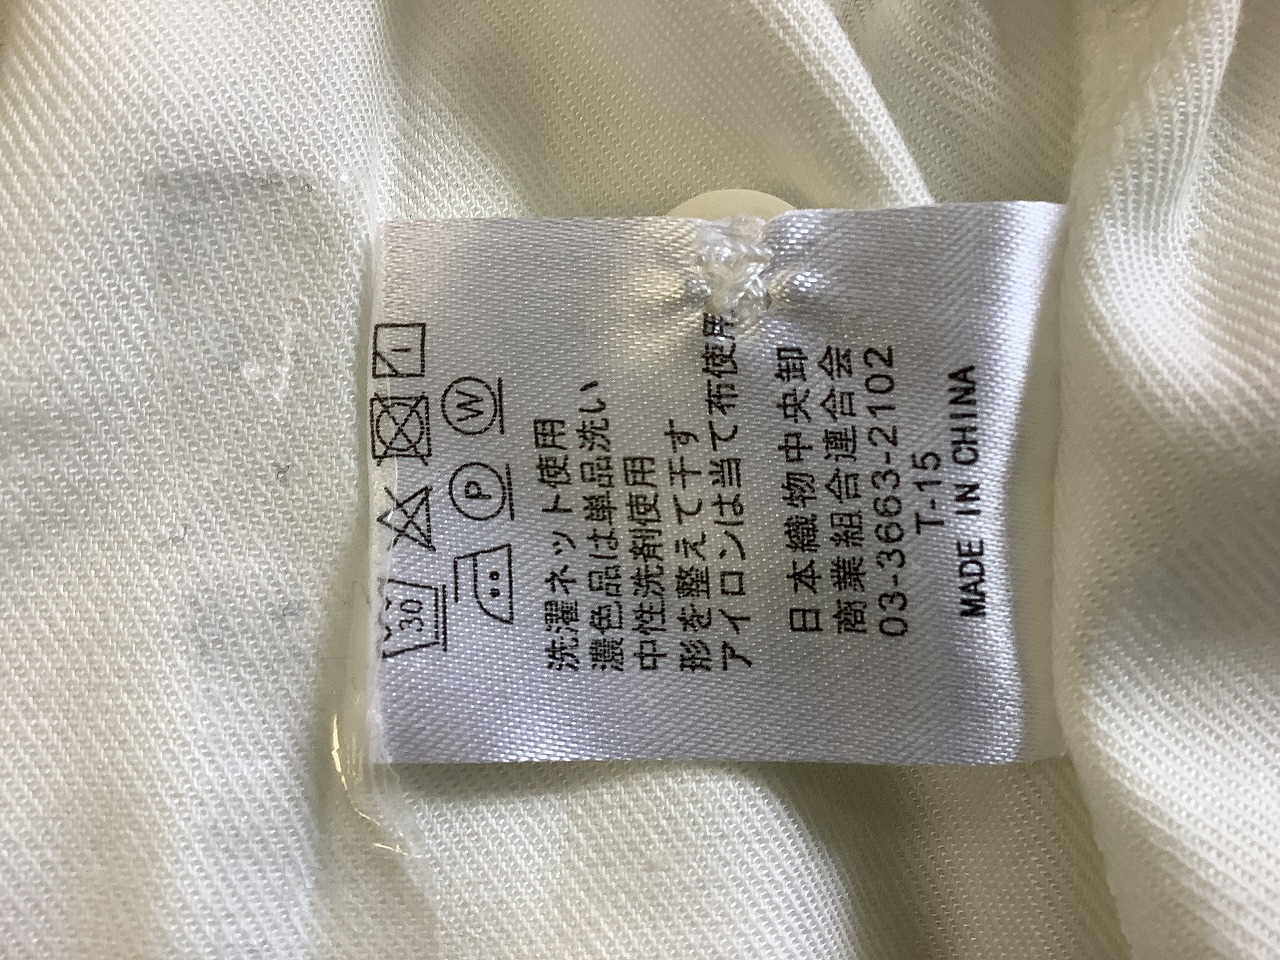 30
P
W
洗濯ネット使用
濃色品は単品洗い
中性洗剤使用
形を整えて干す
アイロンは当て布使用
日本織物中央卸
商業組合連合会
03-3663-2102
T-15
MADE IN CHINA